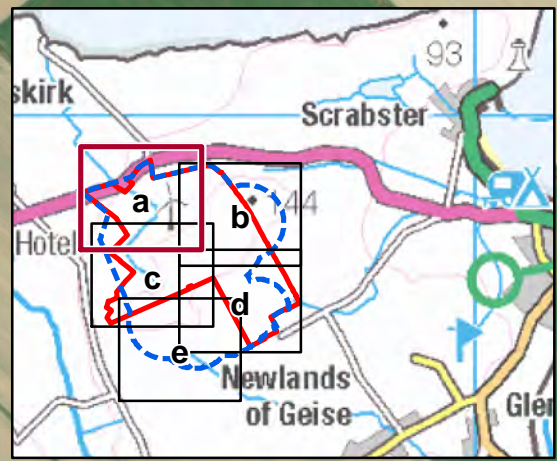 93
skirk
Scrabster
a
b
144
Hotel
c
d
e
Newlands
of Geise
Gle